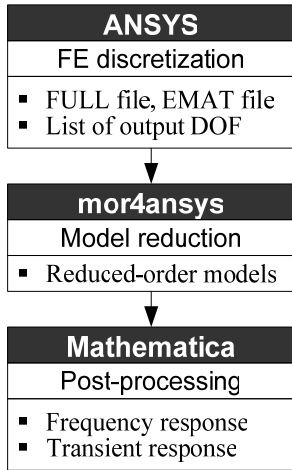 ANSYS
FE discretization
▪ FULL file, EMAT file
▪ List of output DOF
mor4ansys
Model reduction
▪ Reduced-order models
Mathematica
Post-processing
▪ Frequency response
▪ Transient response